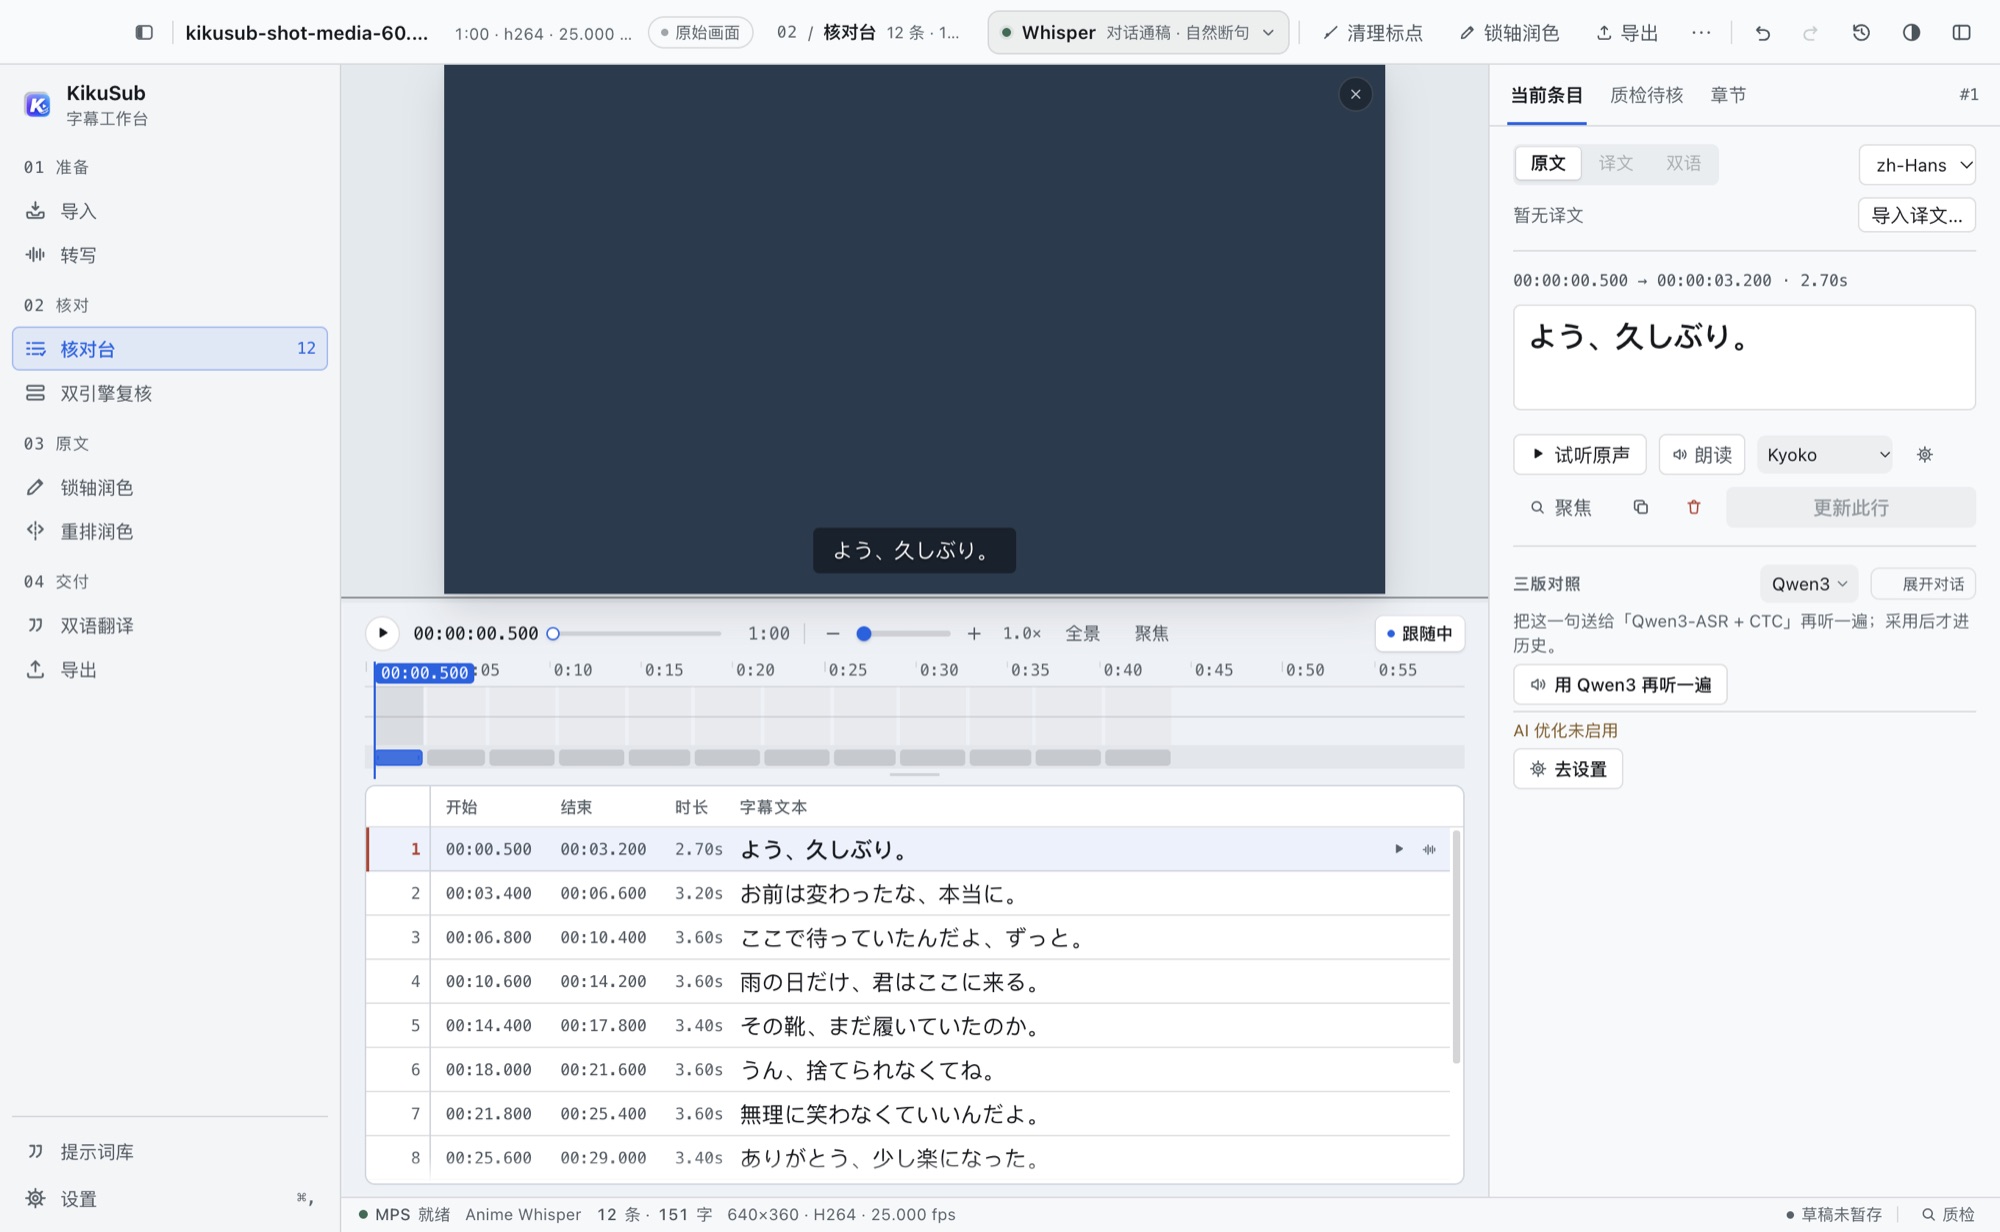 kikusub-shot-media-60.... 1:00 · h264 · 25.000 ... 原始画面 02 / 核对台 12 条 · 1... Whisper 对话通稿 · 自然断句 清理标点 锁轴润色 导出 ···
KikuSub
字幕工作台
01 准备
导入
转写
02 核对
核对台 12
双引擎复核
03 原文
锁轴润色
重排润色
04 交付
双语翻译
导出
提示词库
设置 ⌘,
よう、久しぶり。
00:00:00.500 1:00 − + 1.0× 全景 聚焦 跟随中
00:00.500 :05 0:10 0:15 0:20 0:25 0:30 0:35 0:40 0:45 0:50 0:55
开始 结束 时长 字幕文本
1 00:00.500 00:03.200 2.70s よう、久しぶり。
2 00:03.400 00:06.600 3.20s お前は変わったな、本当に。
3 00:06.800 00:10.400 3.60s ここで待っていたんだよ、ずっと。
4 00:10.600 00:14.200 3.60s 雨の日だけ、君はここに来る。
5 00:14.400 00:17.800 3.40s その靴、まだ履いていたのか。
6 00:18.000 00:21.600 3.60s うん、捨てられなくてね。
7 00:21.800 00:25.400 3.60s 無理に笑わなくていいんだよ。
8 00:25.600 00:29.000 3.40s ありがとう、少し楽になった。
当前条目 质检待核 章节 #1
原文 译文 双语 zh-Hans
暂无译文 导入译文...
00:00:00.500 → 00:00:03.200 · 2.70s
よう、久しぶり。
试听原声 朗读 Kyoko
聚焦 更新此行
三版对照 Qwen3 展开对话
把这一句送给「Qwen3-ASR + CTC」再听一遍；采用后才进
历史。
用 Qwen3 再听一遍
AI 优化未启用
去设置
MPS 就绪 Anime Whisper 12 条 · 151 字 640×360 · H264 · 25.000 fps 草稿未暂存 质检